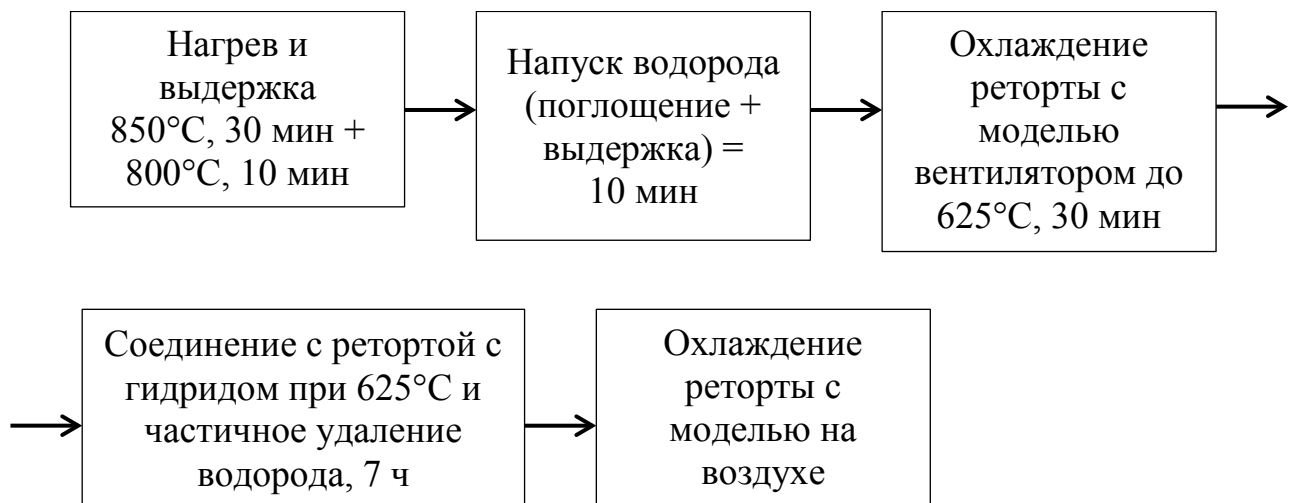 Нагрев и
выдержка
850°С, 30 мин +
800°С, 10 мин
Напуск водорода
(поглощение +
выдержка) =
10 мин
Охлаждение
реторты с
моделью
вентилятором до
625°С, 30 мин
Соединение с ретортой с
гидридом при 625°С и
частичное удаление
водорода, 7 ч
Охлаждение
реторты с
моделью на
воздухе